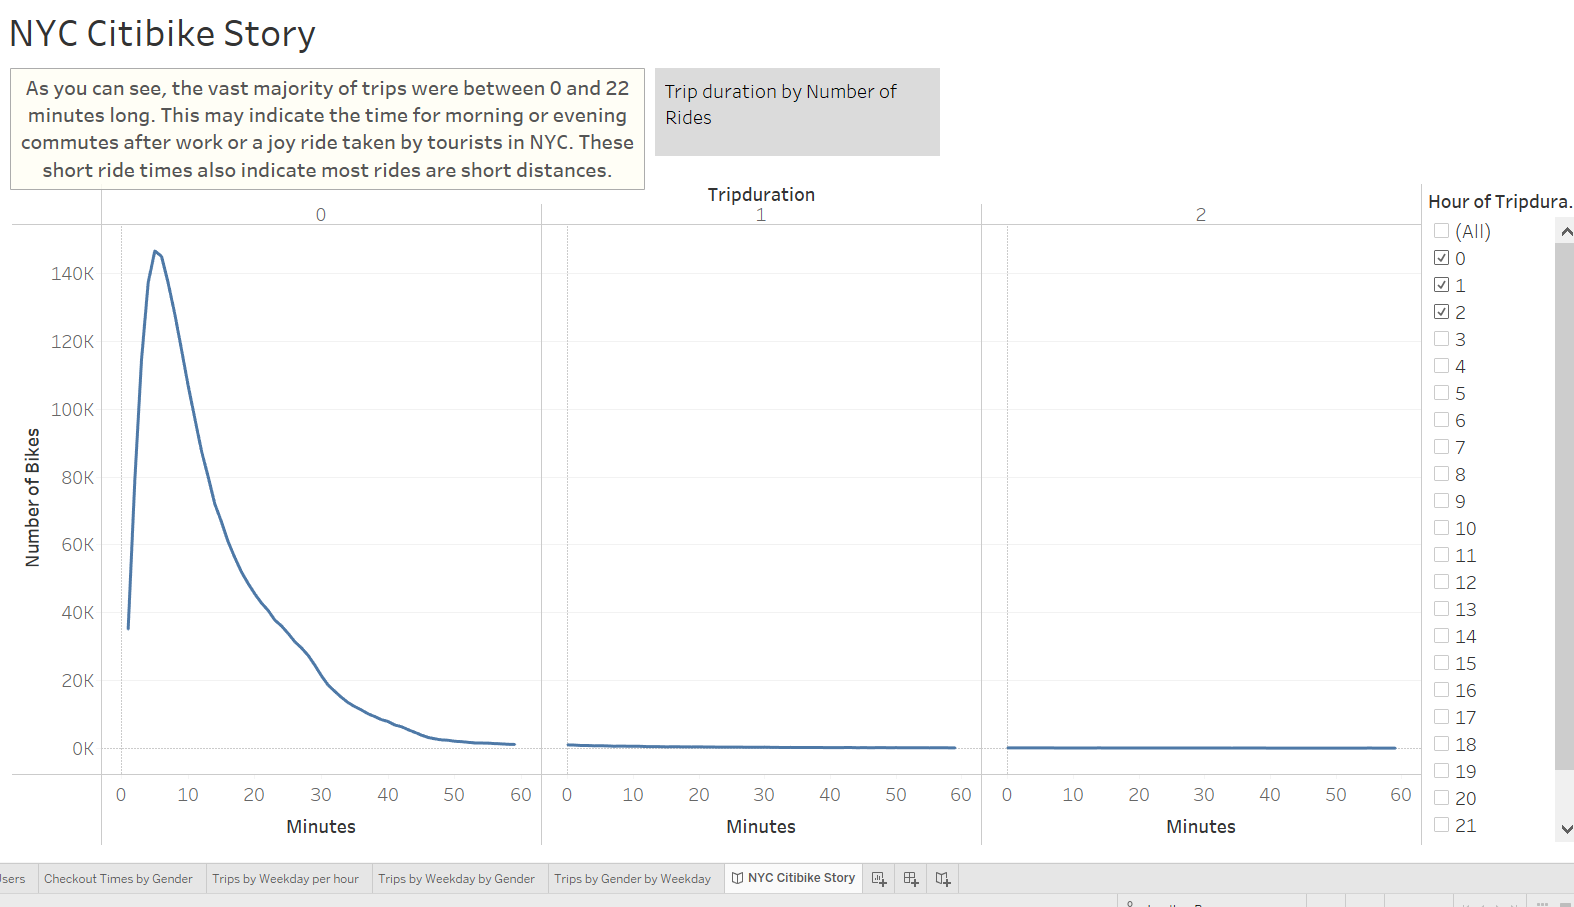 NYC Citibike Story
As you can see, the vast majority of trips were between 0 and 22
minutes long. This may indicate the time for morning or evening
commutes after work or a joy ride taken by tourists in NYC. These
short ride times also indicate most rides are short distances.
Trip duration by Number of
Rides
Tripduration
0
1
2
Number of Bikes
140K
120K
100K
80K
60K
40K
20K
0K
0 10 20 30 40 50 60
0 10 20 30 40 50 60
0 10 20 30 40 50 60
Minutes
Minutes
Minutes
Hour of Tripdura.
(All)
0
1
2
3
4
5
6
7
8
9
10
11
12
13
14
15
16
17
18
19
20
21
Checkout Times by Gender
Trips by Weekday per hour
Trips by Weekday by Gender
Trips by Gender by Weekday
NYC Citibike Story